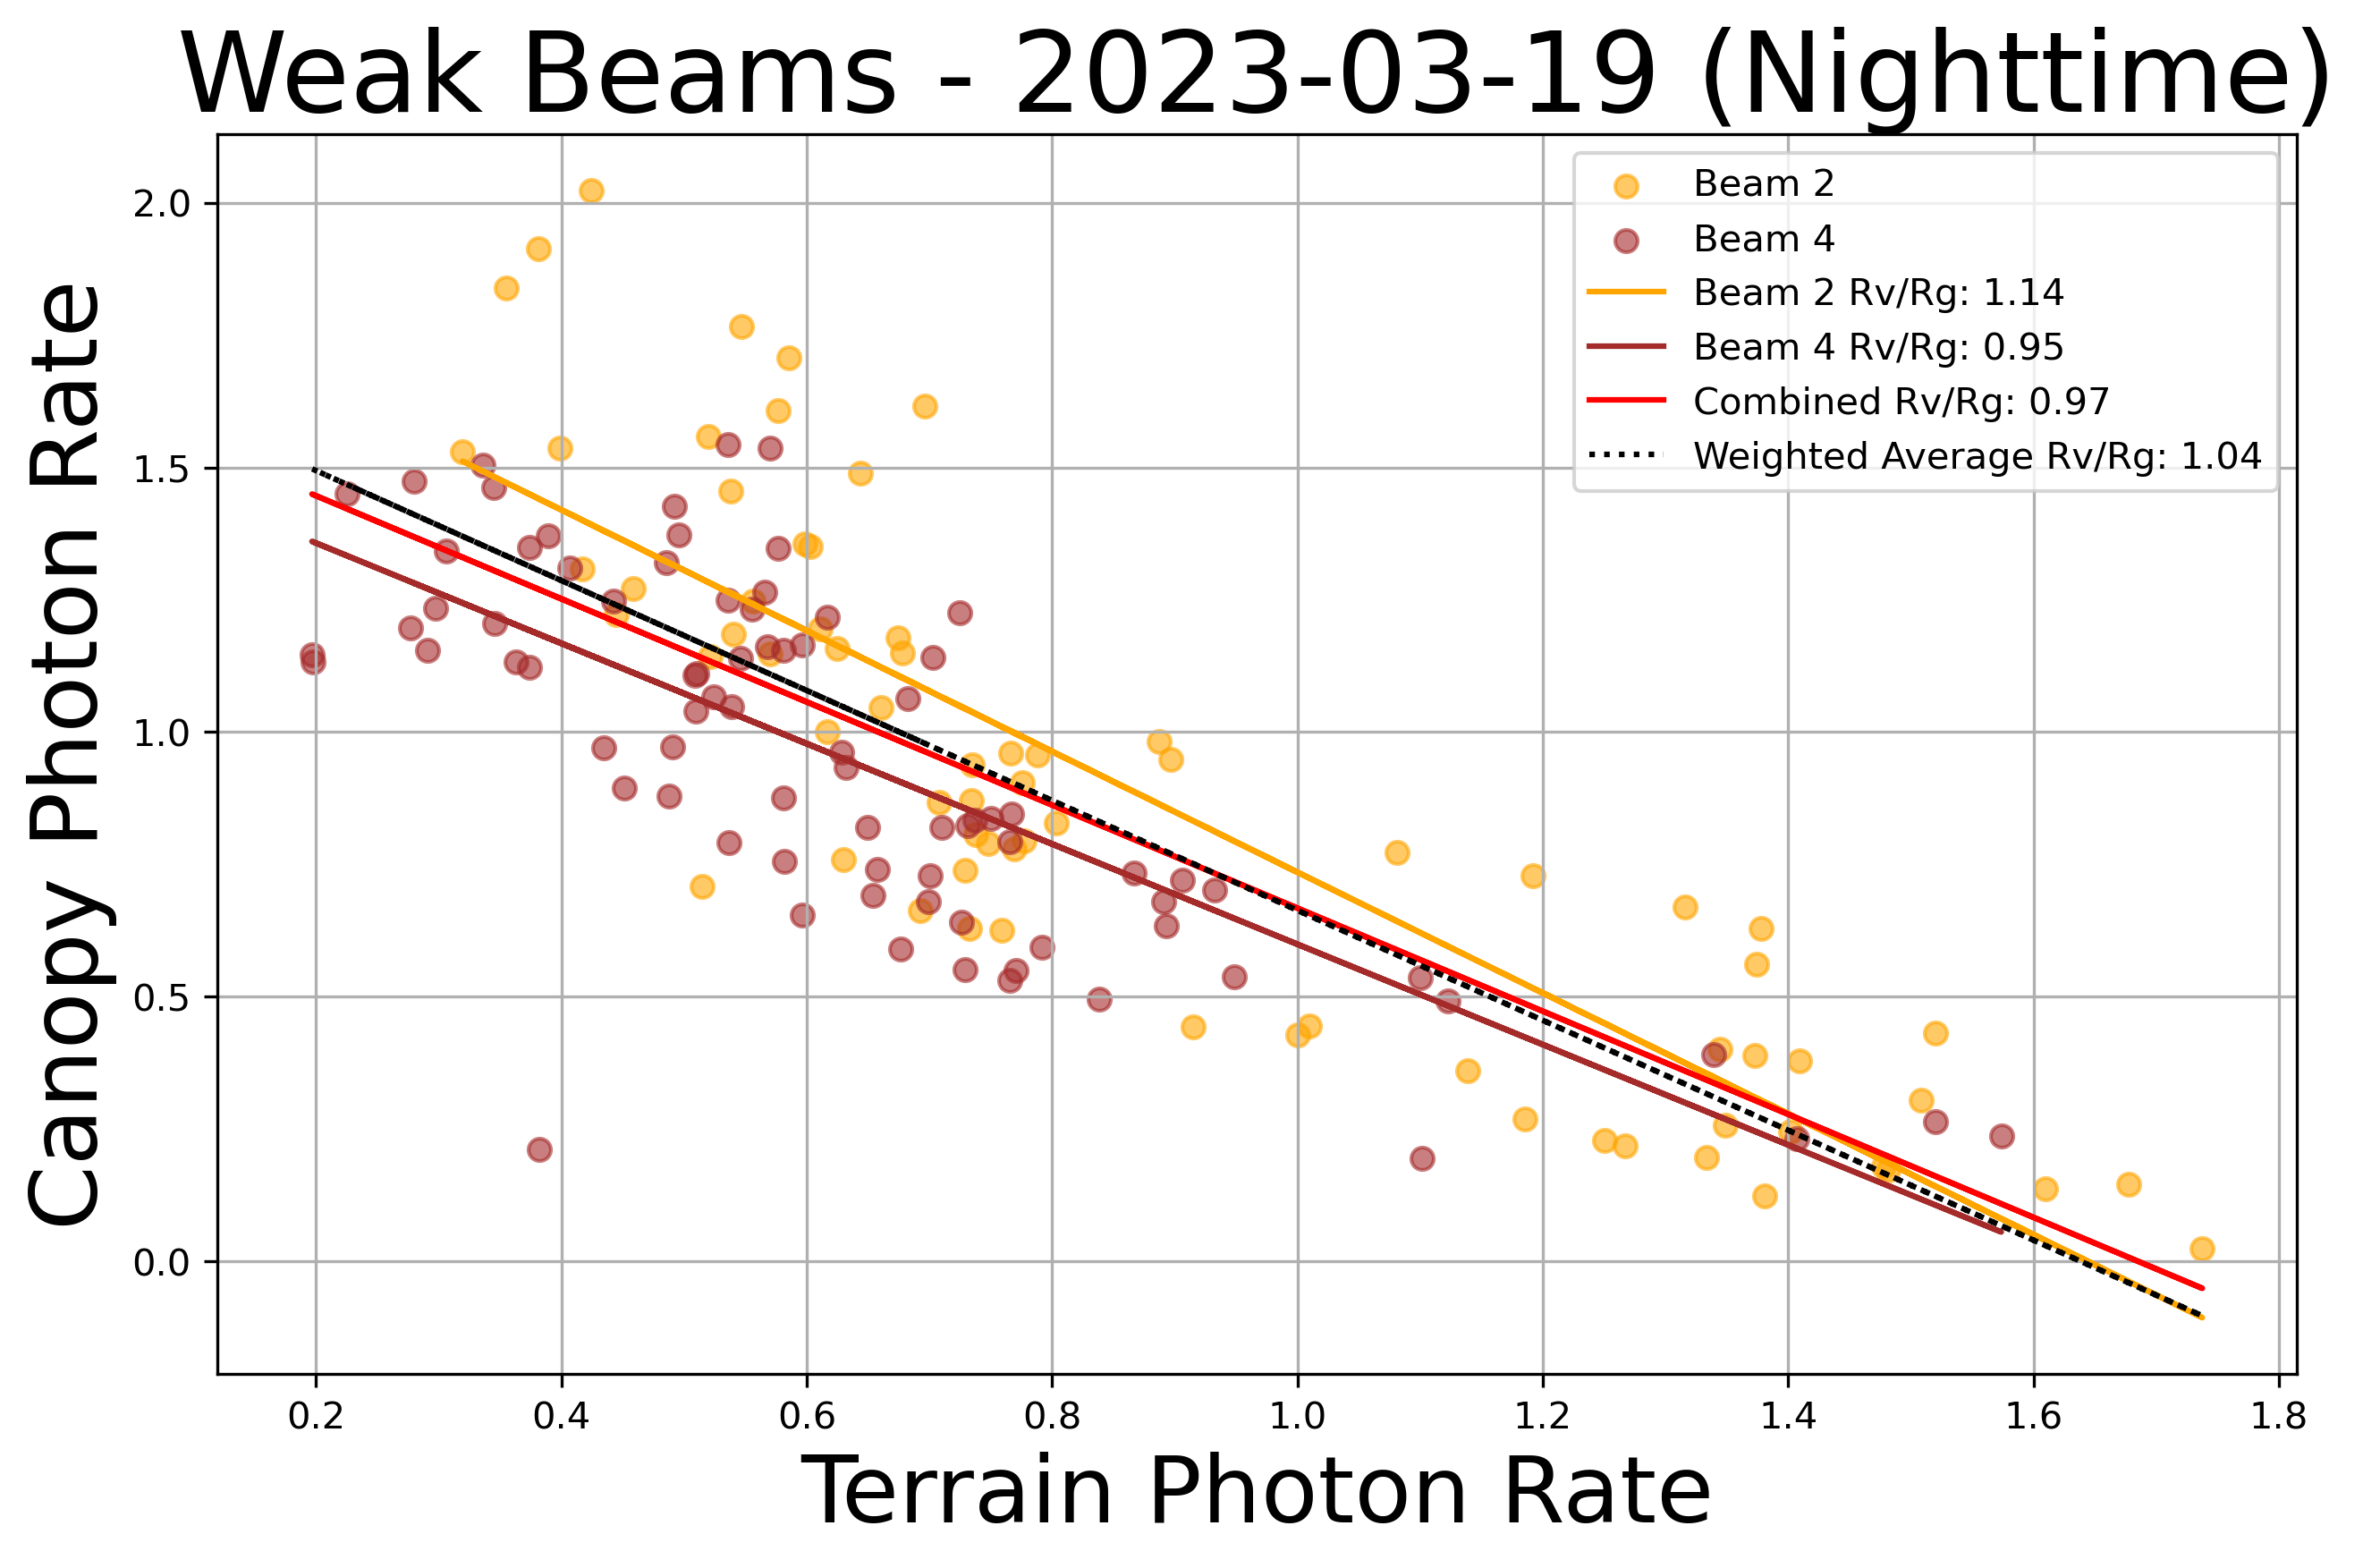 Weak Beams - 2023-03-19 (Nighttime)
Canopy Photon Rate
2.0
1.5
1.0
0.5
0.0
Beam 2
Beam 4
Beam 2 Rv/Rg: 1.14
Beam 4 Rv/Rg: 0.95
Combined Rv/Rg: 0.97
Weighted Average Rv/Rg: 1.04
0.2 0.4 0.6 0.8 1.0 1.2 1.4 1.6 1.8
Terrain Photon Rate